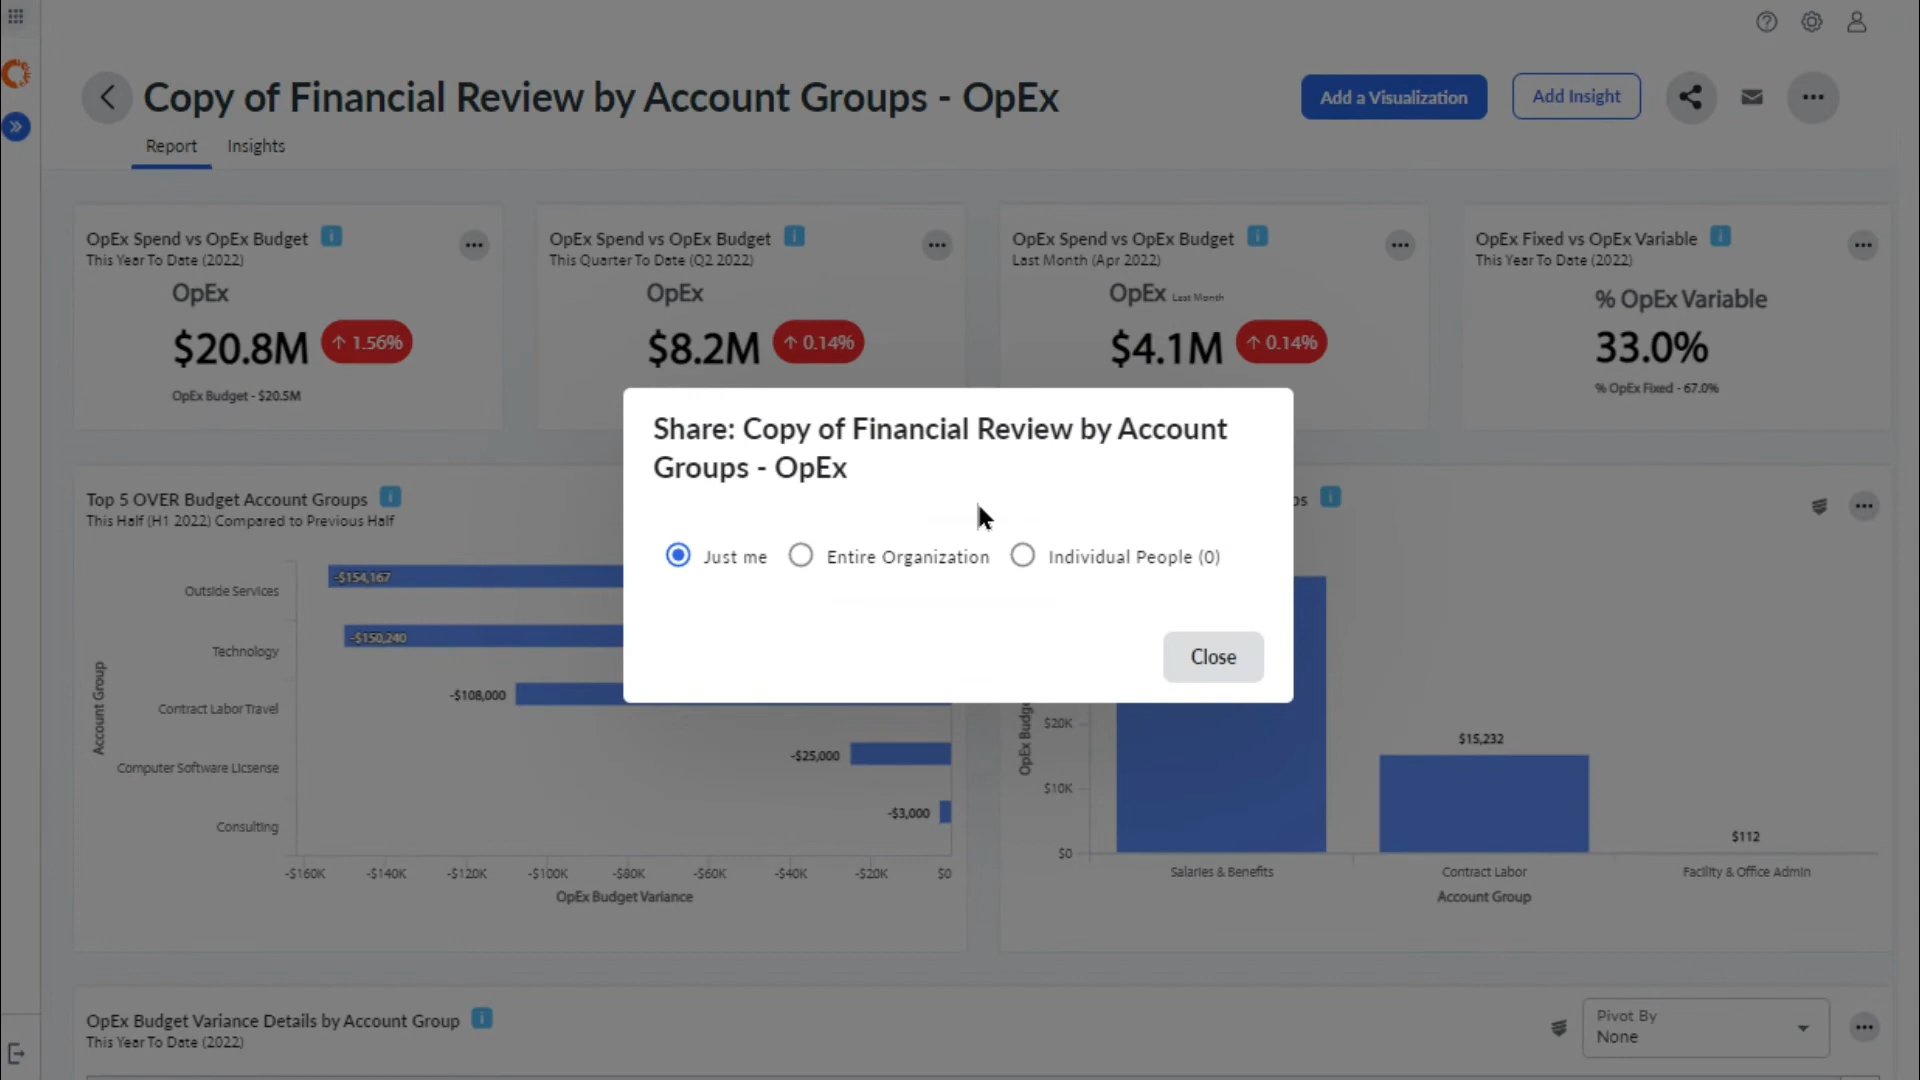 Copy of Financial Review by Account Groups - OpEx
Add a Visualization
Add Insight
Report
Insights
OpEx Spend vs OpEx Budget
This Year To Date (2022)
OpEx
$20.8M
↑ 1.56%
OpEx Budget - $20.5M
OpEx Spend vs OpEx Budget
This Quarter To Date (Q2 2022)
OpEx
$8.2M
↑ 0.14%
OpEx Spend vs OpEx Budget
Last Month (Apr 2022)
OpEx Last Month
$4.1M
↑ 0.14%
OpEx Fixed vs OpEx Variable
This Year To Date (2022)
% OpEx Variable
33.0%
% OpEx Fixed - 67.0%
Share: Copy of Financial Review by Account
Groups - OpEx
Just me
Entire Organization
Individual People (0)
Close
Top 5 OVER Budget Account Groups
This Half (H1 2022) Compared to Previous Half
Account Group
Outside Services
-$154,167
Technology
-$150,240
Contract Labor Travel
-$108,000
Computer Software Licsense
-$25,000
Consulting
-$3,000
-$160K
-$140K
-$120K
-$100K
-$80K
-$60K
-$40K
-$20K
$0
OpEx Budget Variance
$20K
$10K
$0
$15,232
$112
Salaries & Benefits
Contract Labor
Facility & Office Admin
Account Group
OpEx Budget Variance Details by Account Group
This Year To Date (2022)
Pivot By
None